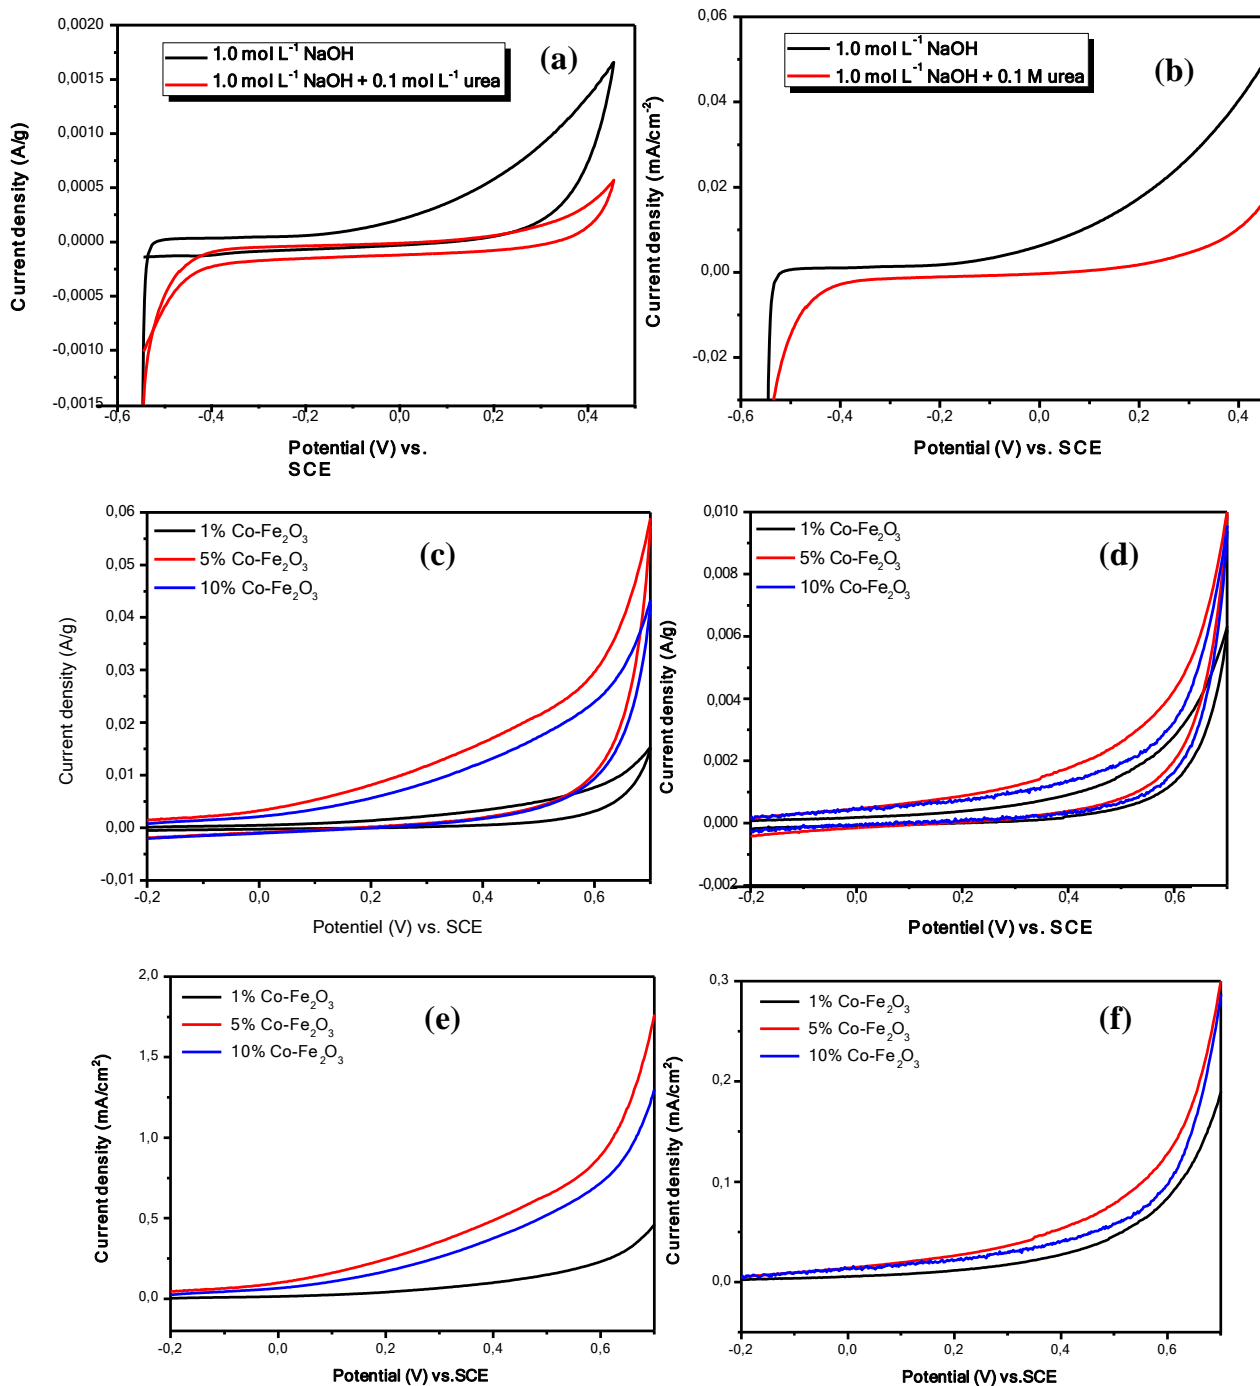 0,0020
0,0015
0,0010
0,0005
0,0000
-0,0005
-0,0010
-0,0015
-0,6
-0,4
-0,2
0,0
0,2
0,4
Current density (A/g)
Potential (V) vs.
SCE
1.0 mol L⁻¹ NaOH
1.0 mol L⁻¹ NaOH + 0.1 mol L⁻¹ urea
(a)
0,06
0,04
0,02
0,00
-0,02
-0,6
-0,4
-0,2
0,0
0,2
0,4
Current density (mA/cm⁻²)
Potential (V) vs. SCE
1.0 mol L⁻¹ NaOH
1.0 mol L⁻¹ NaOH + 0.1 M urea
(b)
0,06
0,05
0,04
0,03
0,02
0,01
0,00
-0,01
-0,2
0,0
0,2
0,4
0,6
Current density (A/g)
Potentiel (V) vs. SCE
1% Co-Fe₂O₃
5% Co-Fe₂O₃
10% Co-Fe₂O₃
(c)
0,010
0,008
0,006
0,004
0,002
0,000
-0,002
-0,2
0,0
0,2
0,4
0,6
Current density (A/g)
Potentiel (V) vs. SCE
1% Co-Fe₂O₃
5% Co-Fe₂O₃
10% Co-Fe₂O₃
(d)
2,0
1,5
1,0
0,5
0,0
-0,2
0,0
0,2
0,4
0,6
Current density (mA/cm²)
Potential (V) vs.SCE
1% Co-Fe₂O₃
5% Co-Fe₂O₃
10% Co-Fe₂O₃
(e)
0,3
0,2
0,1
0,0
-0,2
0,0
0,2
0,4
0,6
Current density (mA/cm²)
Potential (V) vs.SCE
1% Co-Fe₂O₃
5% Co-Fe₂O₃
10% Co-Fe₂O₃
(f)